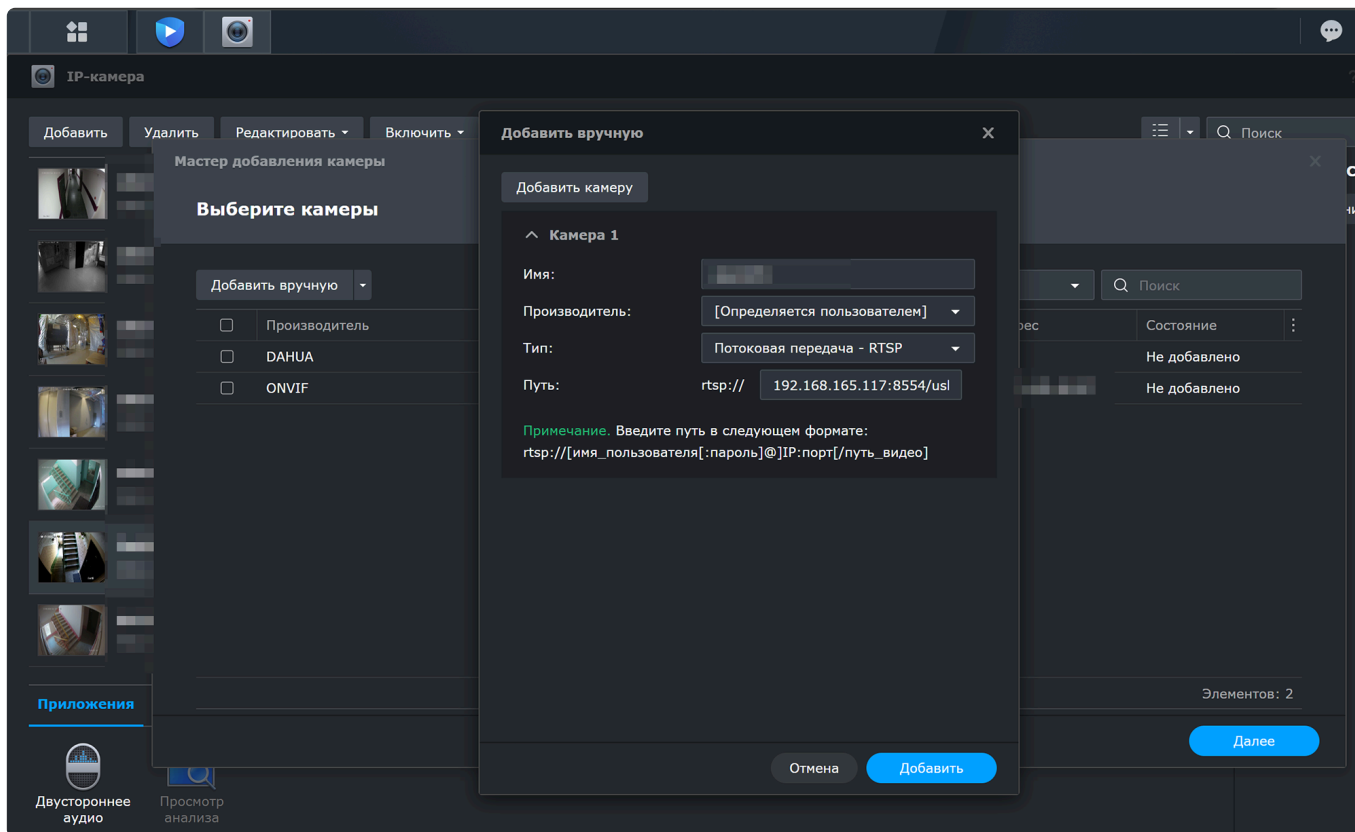 IP-камера
Добавить
Удалить
Редактировать
Включить
Поиск
Мастер добавления камеры
Выберите камеры
Добавить вручную
Поиск
Производитель
Состояние
DAHUA
Не добавлено
ONVIF
Не добавлено
Элементов: 2
Далее
Добавить вручную
Добавить камеру
Камера 1
Имя:
Производитель:
[Определяется пользователем]
Тип:
Потоковая передача - RTSP
Путь:
rtsp://
192.168.165.117:8554/usl
Примечание. Введите путь в следующем формате:
rtsp://[имя_пользователя[:пароль]@]IP:порт[/путь_видео]
Отмена
Добавить
Приложения
Двустороннее
аудио
Просмотр
анализа